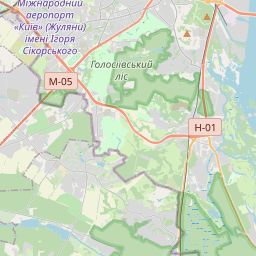 Міжнародний
аеропорт
«Київ» (Жуляни)
імені Ігоря
Сікорського
Голосіївський
ліс
М-05
Н-01